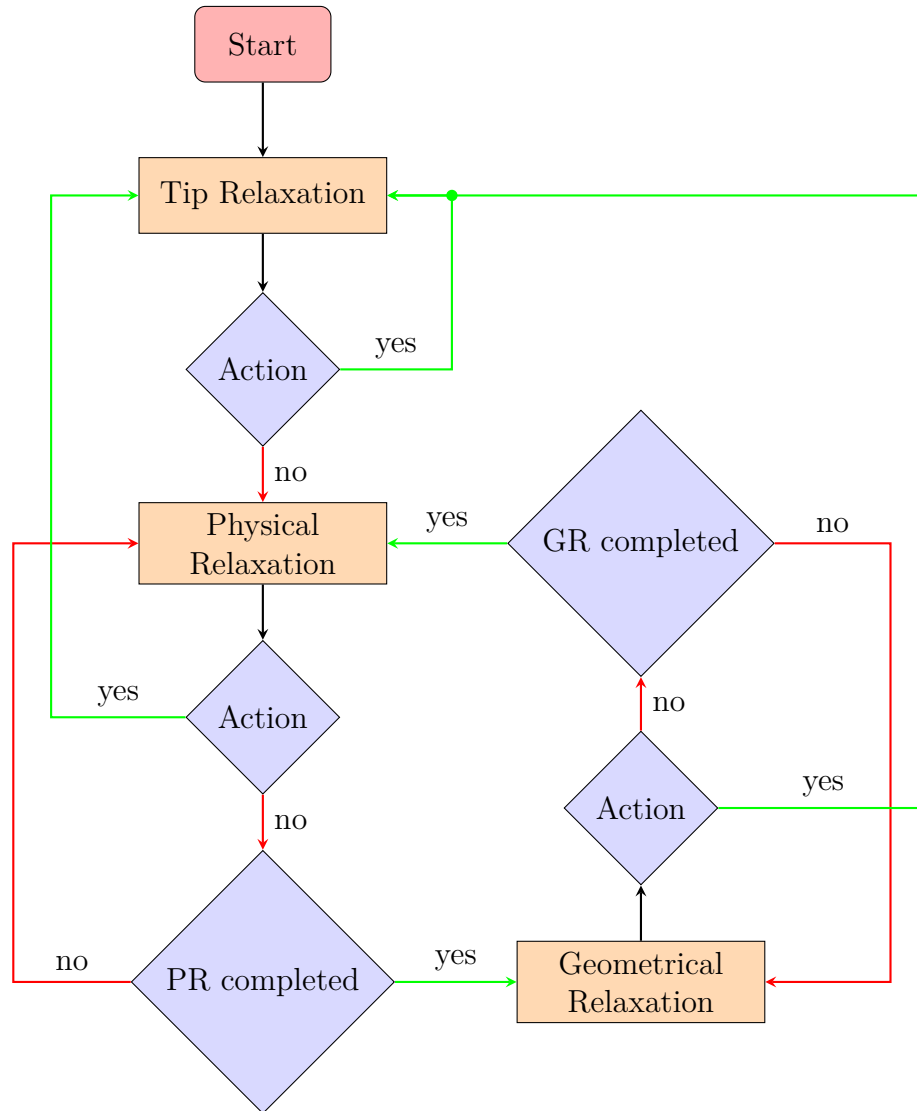 Start
Tip Relaxation
Action
yes
no
Physical
Relaxation
yes
GR completed
no
Action
yes
no
no
Action
yes
PR completed
no
yes
Geometrical
Relaxation